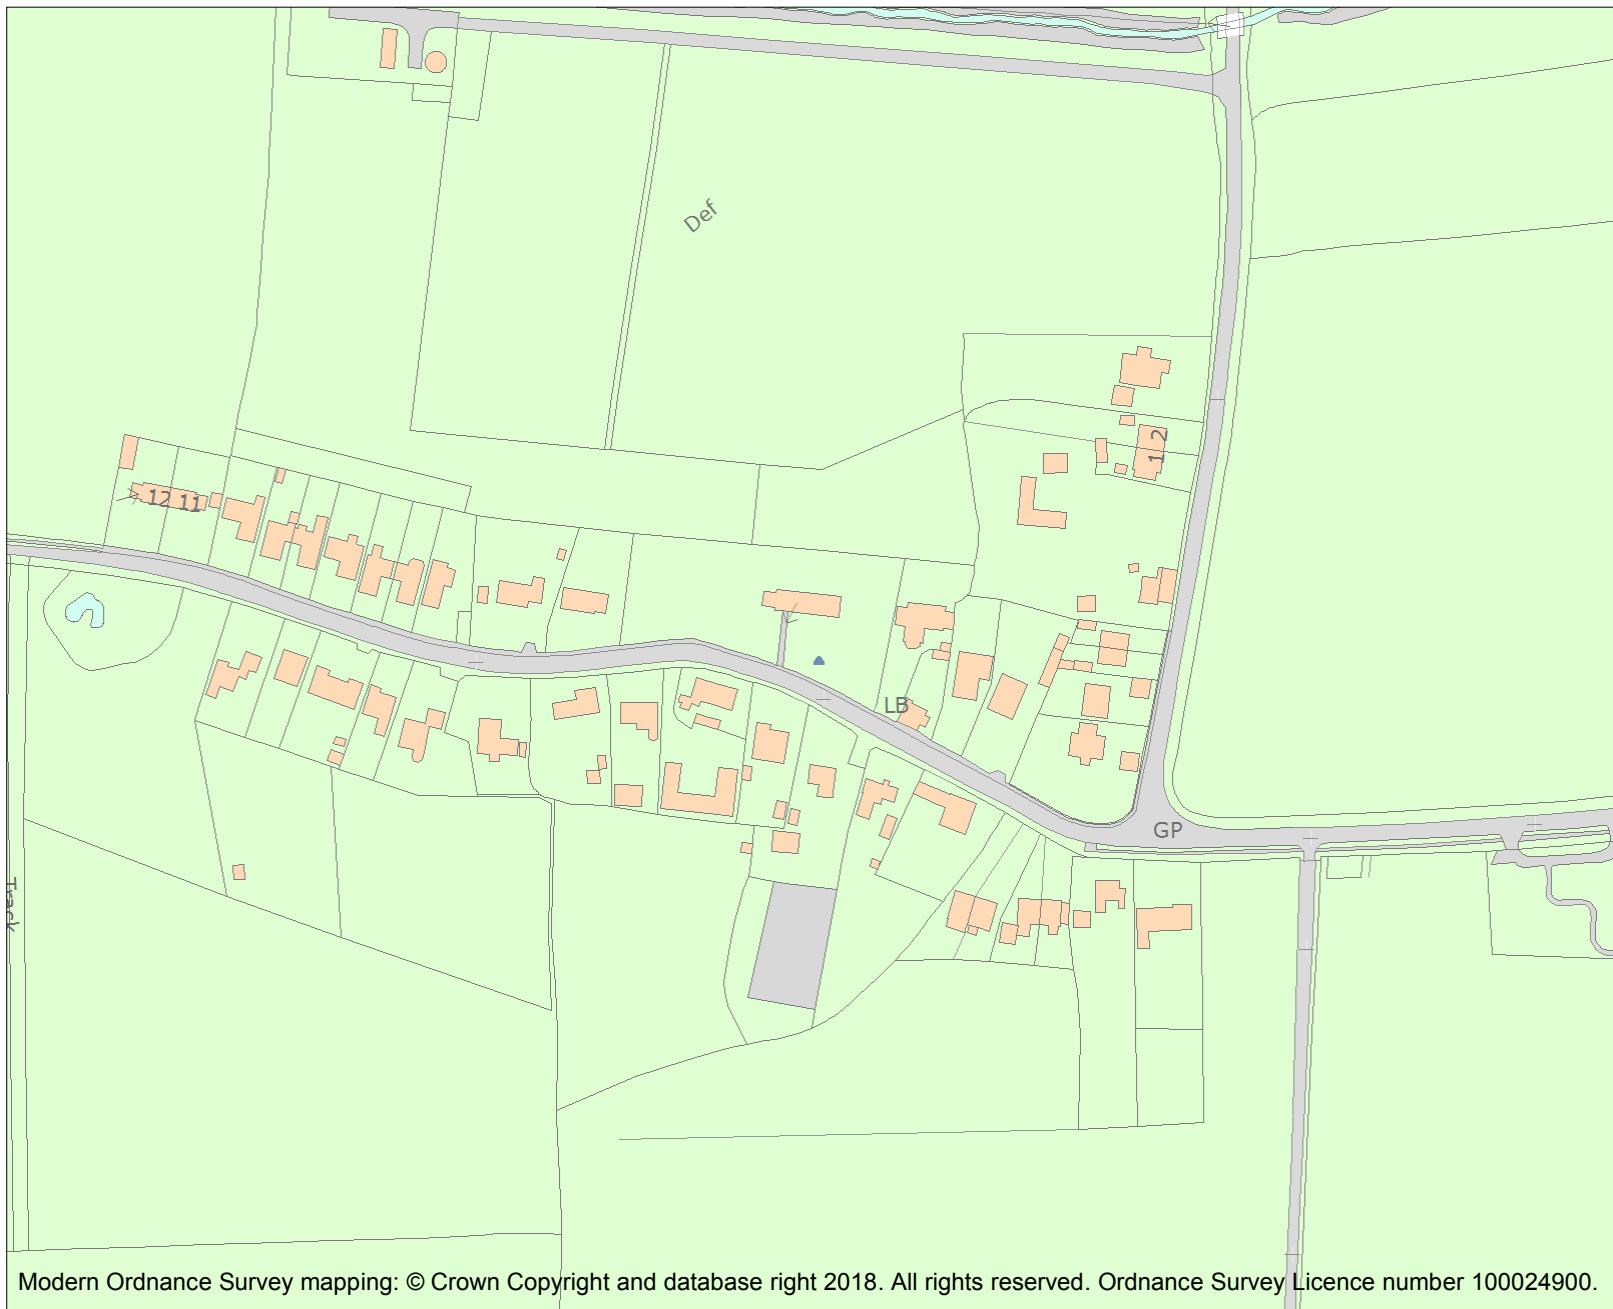 Def
1 2
12 11
LB
GP
Track
Modern Ordnance Survey mapping: © Crown Copyright and database right 2018. All rights reserved. Ordnance Survey Licence number 100024900.